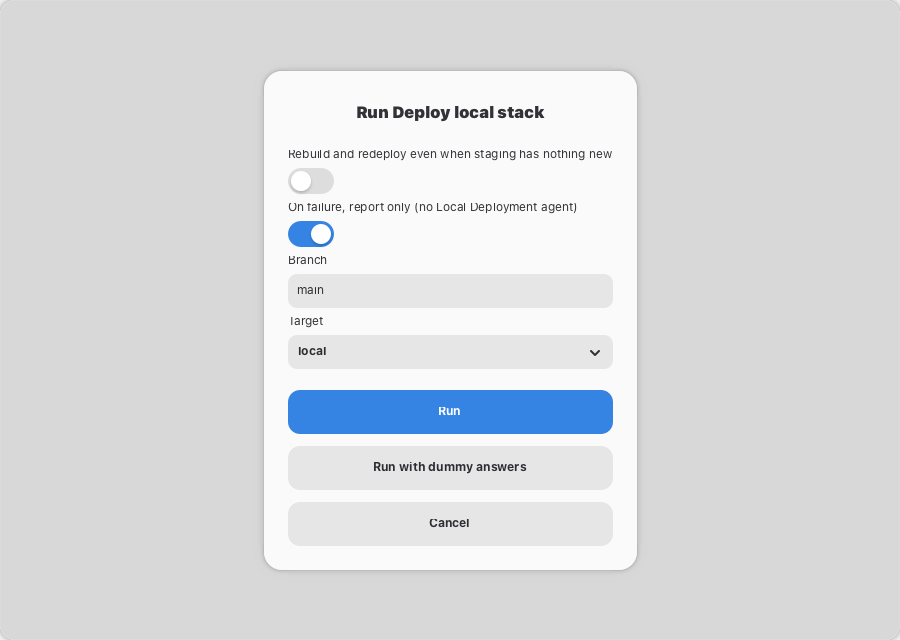 Run Deploy local stack
Rebuild and redeploy even when staging has nothing new
On failure, report only (no Local Deployment agent)
Branch
main
Target
local
Run
Run with dummy answers
Cancel